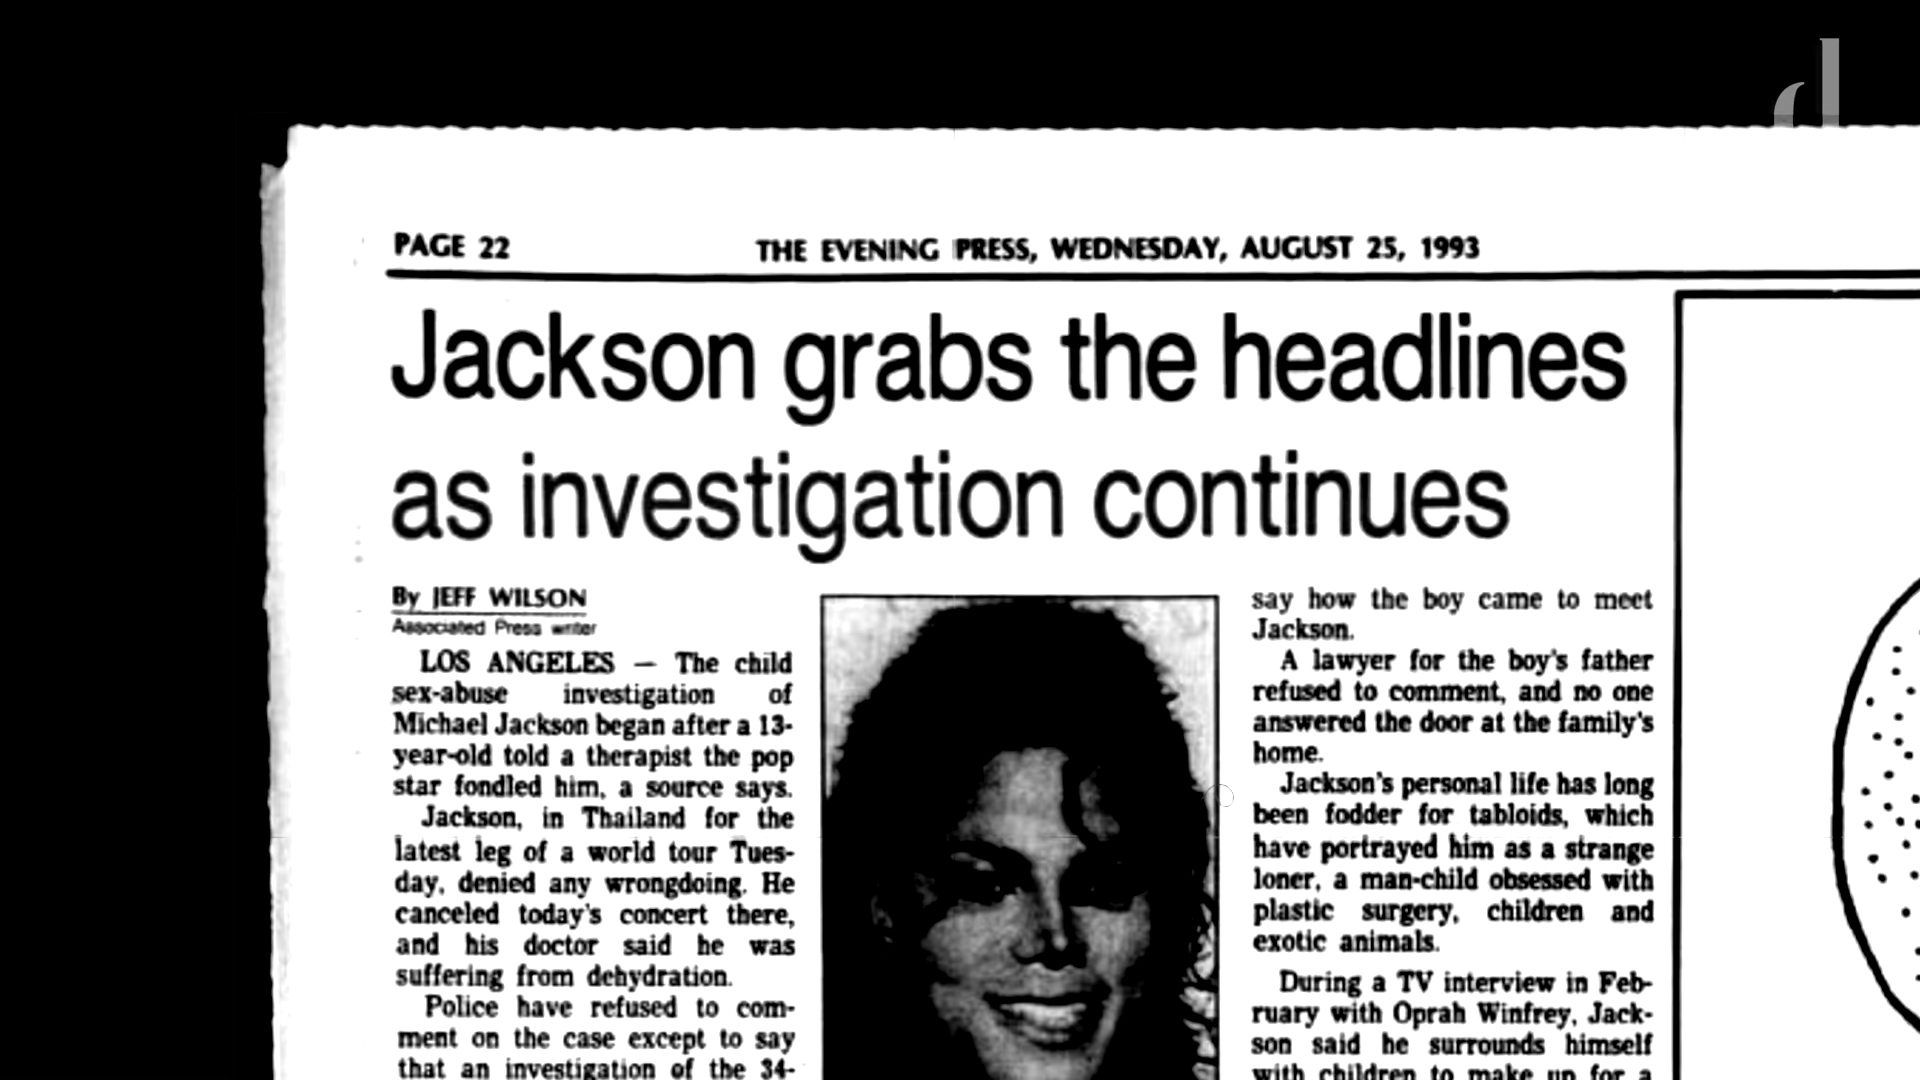 PAGE 22
THE EVENING PRESS, WEDNESDAY, AUGUST 25, 1993
Jackson grabs the headlines
as investigation continues
By JEFF WILSON
Associated Press writer
LOS ANGELES — The child
sex-abuse investigation of
Michael Jackson began after a 13-
year-old told a therapist the pop
star fondled him, a source says.
Jackson, in Thailand for the
latest leg of a world tour Tues-
day, denied any wrongdoing. He
canceled today's concert there,
and his doctor said he was
suffering from dehydration.
Police have refused to com-
ment on the case except to say
that an investigation of the 34-
say how the boy came to meet
Jackson.
A lawyer for the boy's father
refused to comment, and no one
answered the door at the family's
home.
Jackson's personal life has long
been fodder for tabloids, which
have portrayed him as a strange
loner, a man-child obsessed with
plastic surgery, children and
exotic animals.
During a TV interview in Feb-
ruary with Oprah Winfrey, Jack-
son said he surrounds himself
with children to make up for a
d